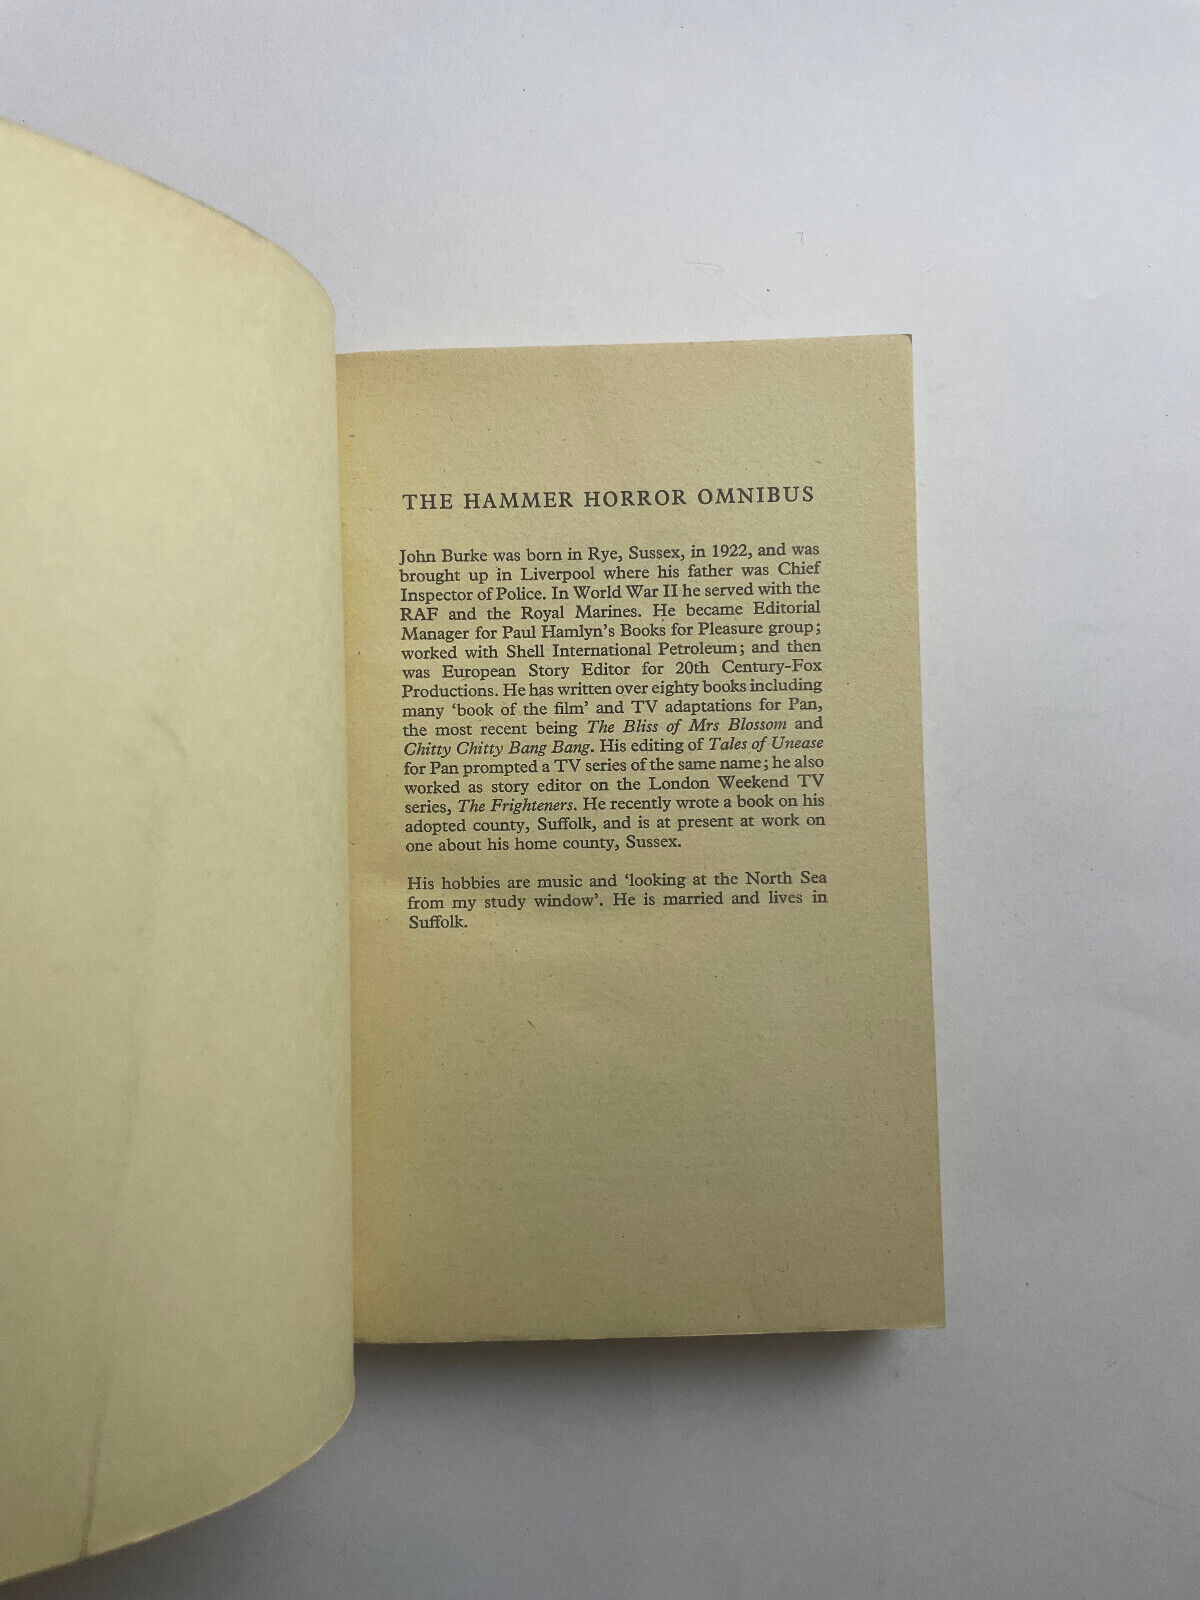 THE HAMMER HORROR OMNIBUS
John Burke was born in Rye, Sussex, in 1922, and was
brought up in Liverpool where his father was Chief
Inspector of Police. In World War II he served with the
RAF and the Royal Marines. He became Editorial
Manager for Paul Hamlyn's Books for Pleasure group;
worked with Shell International Petroleum; and then
was European Story Editor for 20th Century-Fox
Productions. He has written over eighty books including
many 'book of the film' and TV adaptations for Pan,
the most recent being The Bliss of Mrs Blossom and
Chitty Chitty Bang Bang. His editing of Tales of Unease
for Pan prompted a TV series of the same name; he also
worked as story editor on the London Weekend TV
series, The Frighteners. He recently wrote a book on his
adopted county, Suffolk, and is at present at work on
one about his home county, Sussex.
His hobbies are music and 'looking at the North Sea
from my study window'. He is married and lives in
Suffolk.